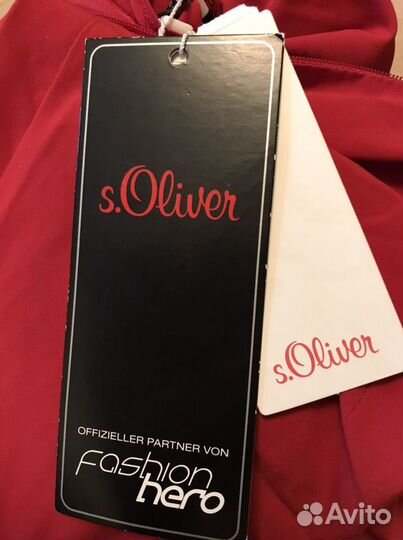 s.Oliver
s.Oliver
OFFIZIELLER PARTNER VON
fashion
hero
Avito